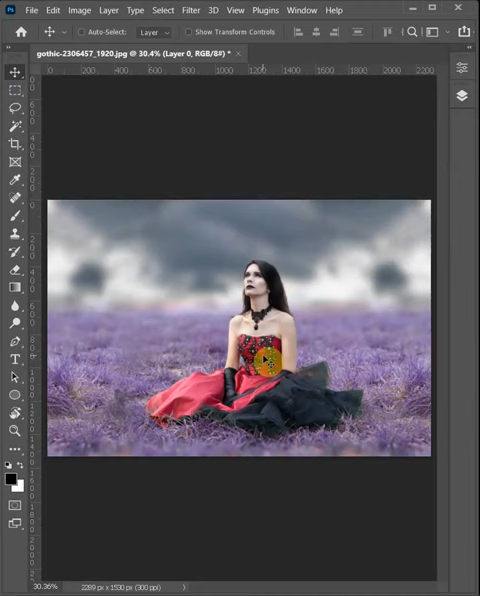 Ps File Edit Image Layer Type Select Filter 3D View Plugins Window Help
Auto-Select: Layer Show Transform Controls
gothic-2306457_1920.jpg @ 30.4% (Layer 0, RGB/8#) *
0 200 400 600 800 1000 1200 1400 1600 1800 2000 2200
30.36% 2289 px x 1530 px (300 ppi)